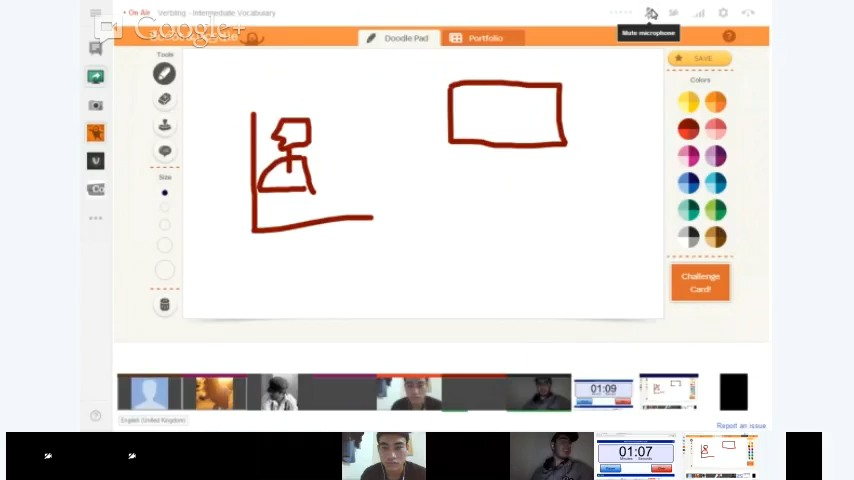 On Air Verbling - Intermediate Vocabulary
Google+
Mute microphone
Doodle Pad
Portfolio
?
Tools
SAVE
Colors
Size
Challenge
Card!
Co
01:09
English (United Kingdom)
Report an issue
?
01:07